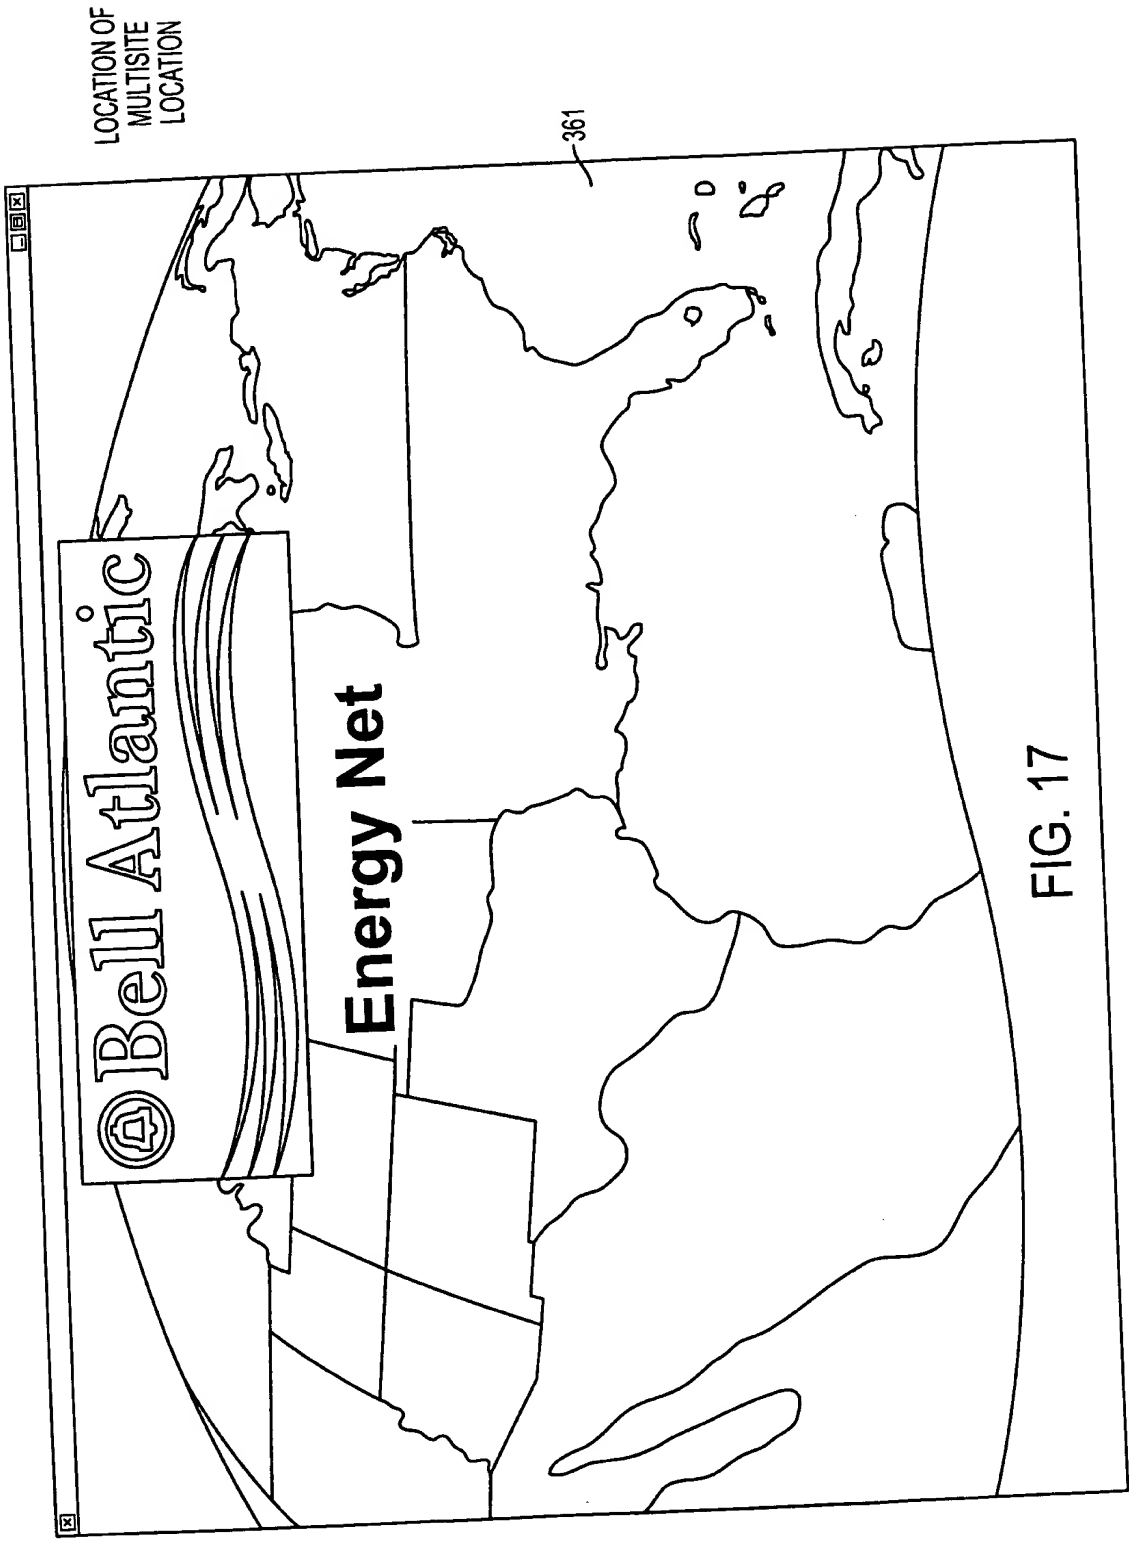 LOCATION OF
MULTISITE
LOCATION
361
Bell Atlantic
Energy Net
FIG. 17